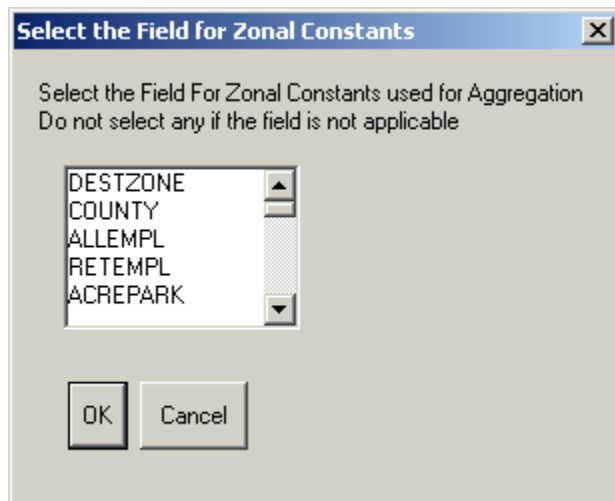 Select the Field for Zonal Constants
Select the Field For Zonal Constants used for Aggregation
Do not select any if the field is not applicable
DESTZONE
COUNTY
ALLEMPL
RETEMPL
ACREPARK
OK
Cancel